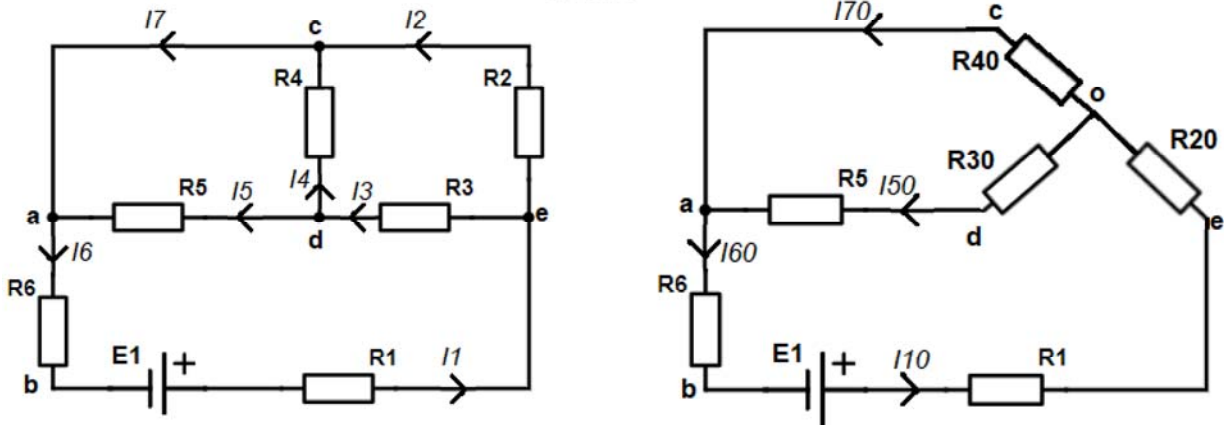 I7
c
I2
R4
R2
R5
I5
I4
I3
R3
a
d
e
I6
R6
E1
+
R1
I1
b
I70
c
R40
o
R20
R30
R5
I50
a
d
e
I60
R6
E1
+
I10
R1
b